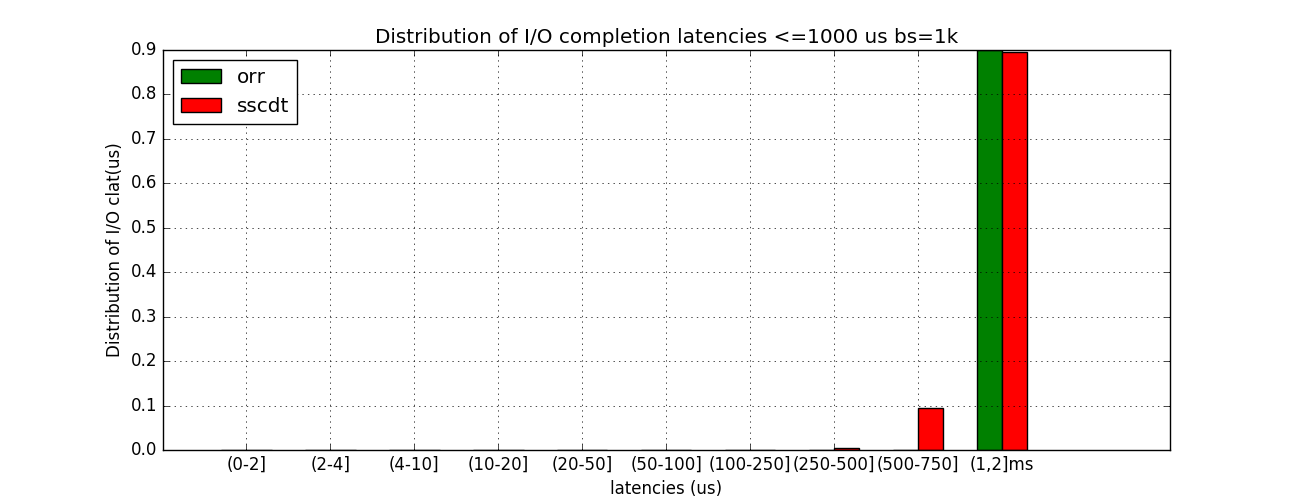 Distribution of I/O completion latencies <=1000 us bs=1k
orr
sscdt
Distribution of I/O clat(us)
0.9
0.8
0.7
0.6
0.5
0.4
0.3
0.2
0.1
0.0
(0-2] (2-4] (4-10] (10-20] (20-50] (50-100] (100-250] (250-500] (500-750] (1,2]ms
latencies (us)